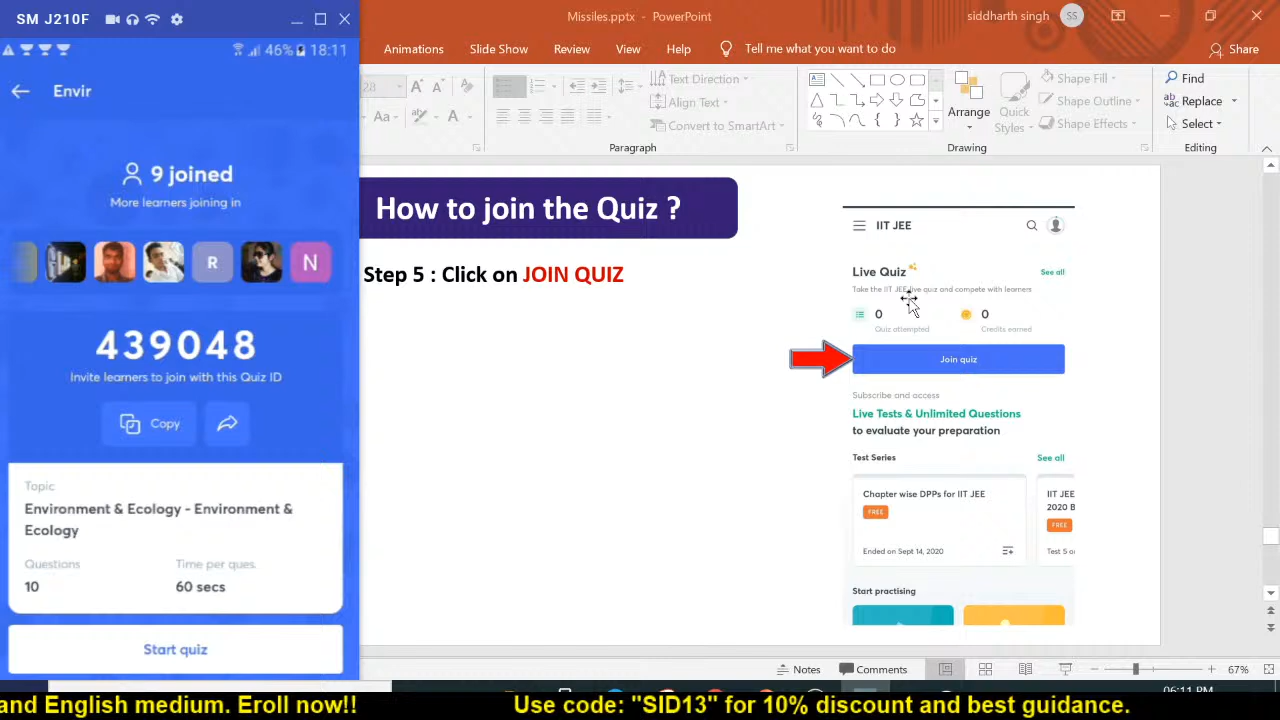 SM J210F
46% 18:11
Envir
9 joined
More learners joining in
R
N
439048
Invite learners to join with this Quiz ID
Copy
Topic
Environment & Ecology - Environment &
Ecology
Questions
Time per ques.
10
60 secs
Start quiz
Missiles.pptx - PowerPoint
siddharth singh
SS
Animations
Slide Show
Review
View
Help
Tell me what you want to do
Share
28
A
A
Aa
A
Text Direction
Align Text
Convert to SmartArt
Paragraph
Arrange
Quick
Styles
Shape Fill
Shape Outline
Shape Effects
Drawing
Find
Replace
Select
Editing
How to join the Quiz ?
Step 5 : Click on JOIN QUIZ
IIT JEE
Live Quiz
See all
Take the IIT JEE live quiz and compete with learners
0
Quiz attempted
0
Credits earned
Join quiz
Subscribe and access
Live Tests & Unlimited Questions
to evaluate your preparation
Test Series
See all
Chapter wise DPPs for IIT JEE
FREE
Ended on Sept 14, 2020
IIT JEE
2020 B
FREE
Test 5 o
Start practising
Notes
Comments
67%
06:11 PM
and English medium. Eroll now!!
Use code: "SID13" for 10% discount and best guidance.